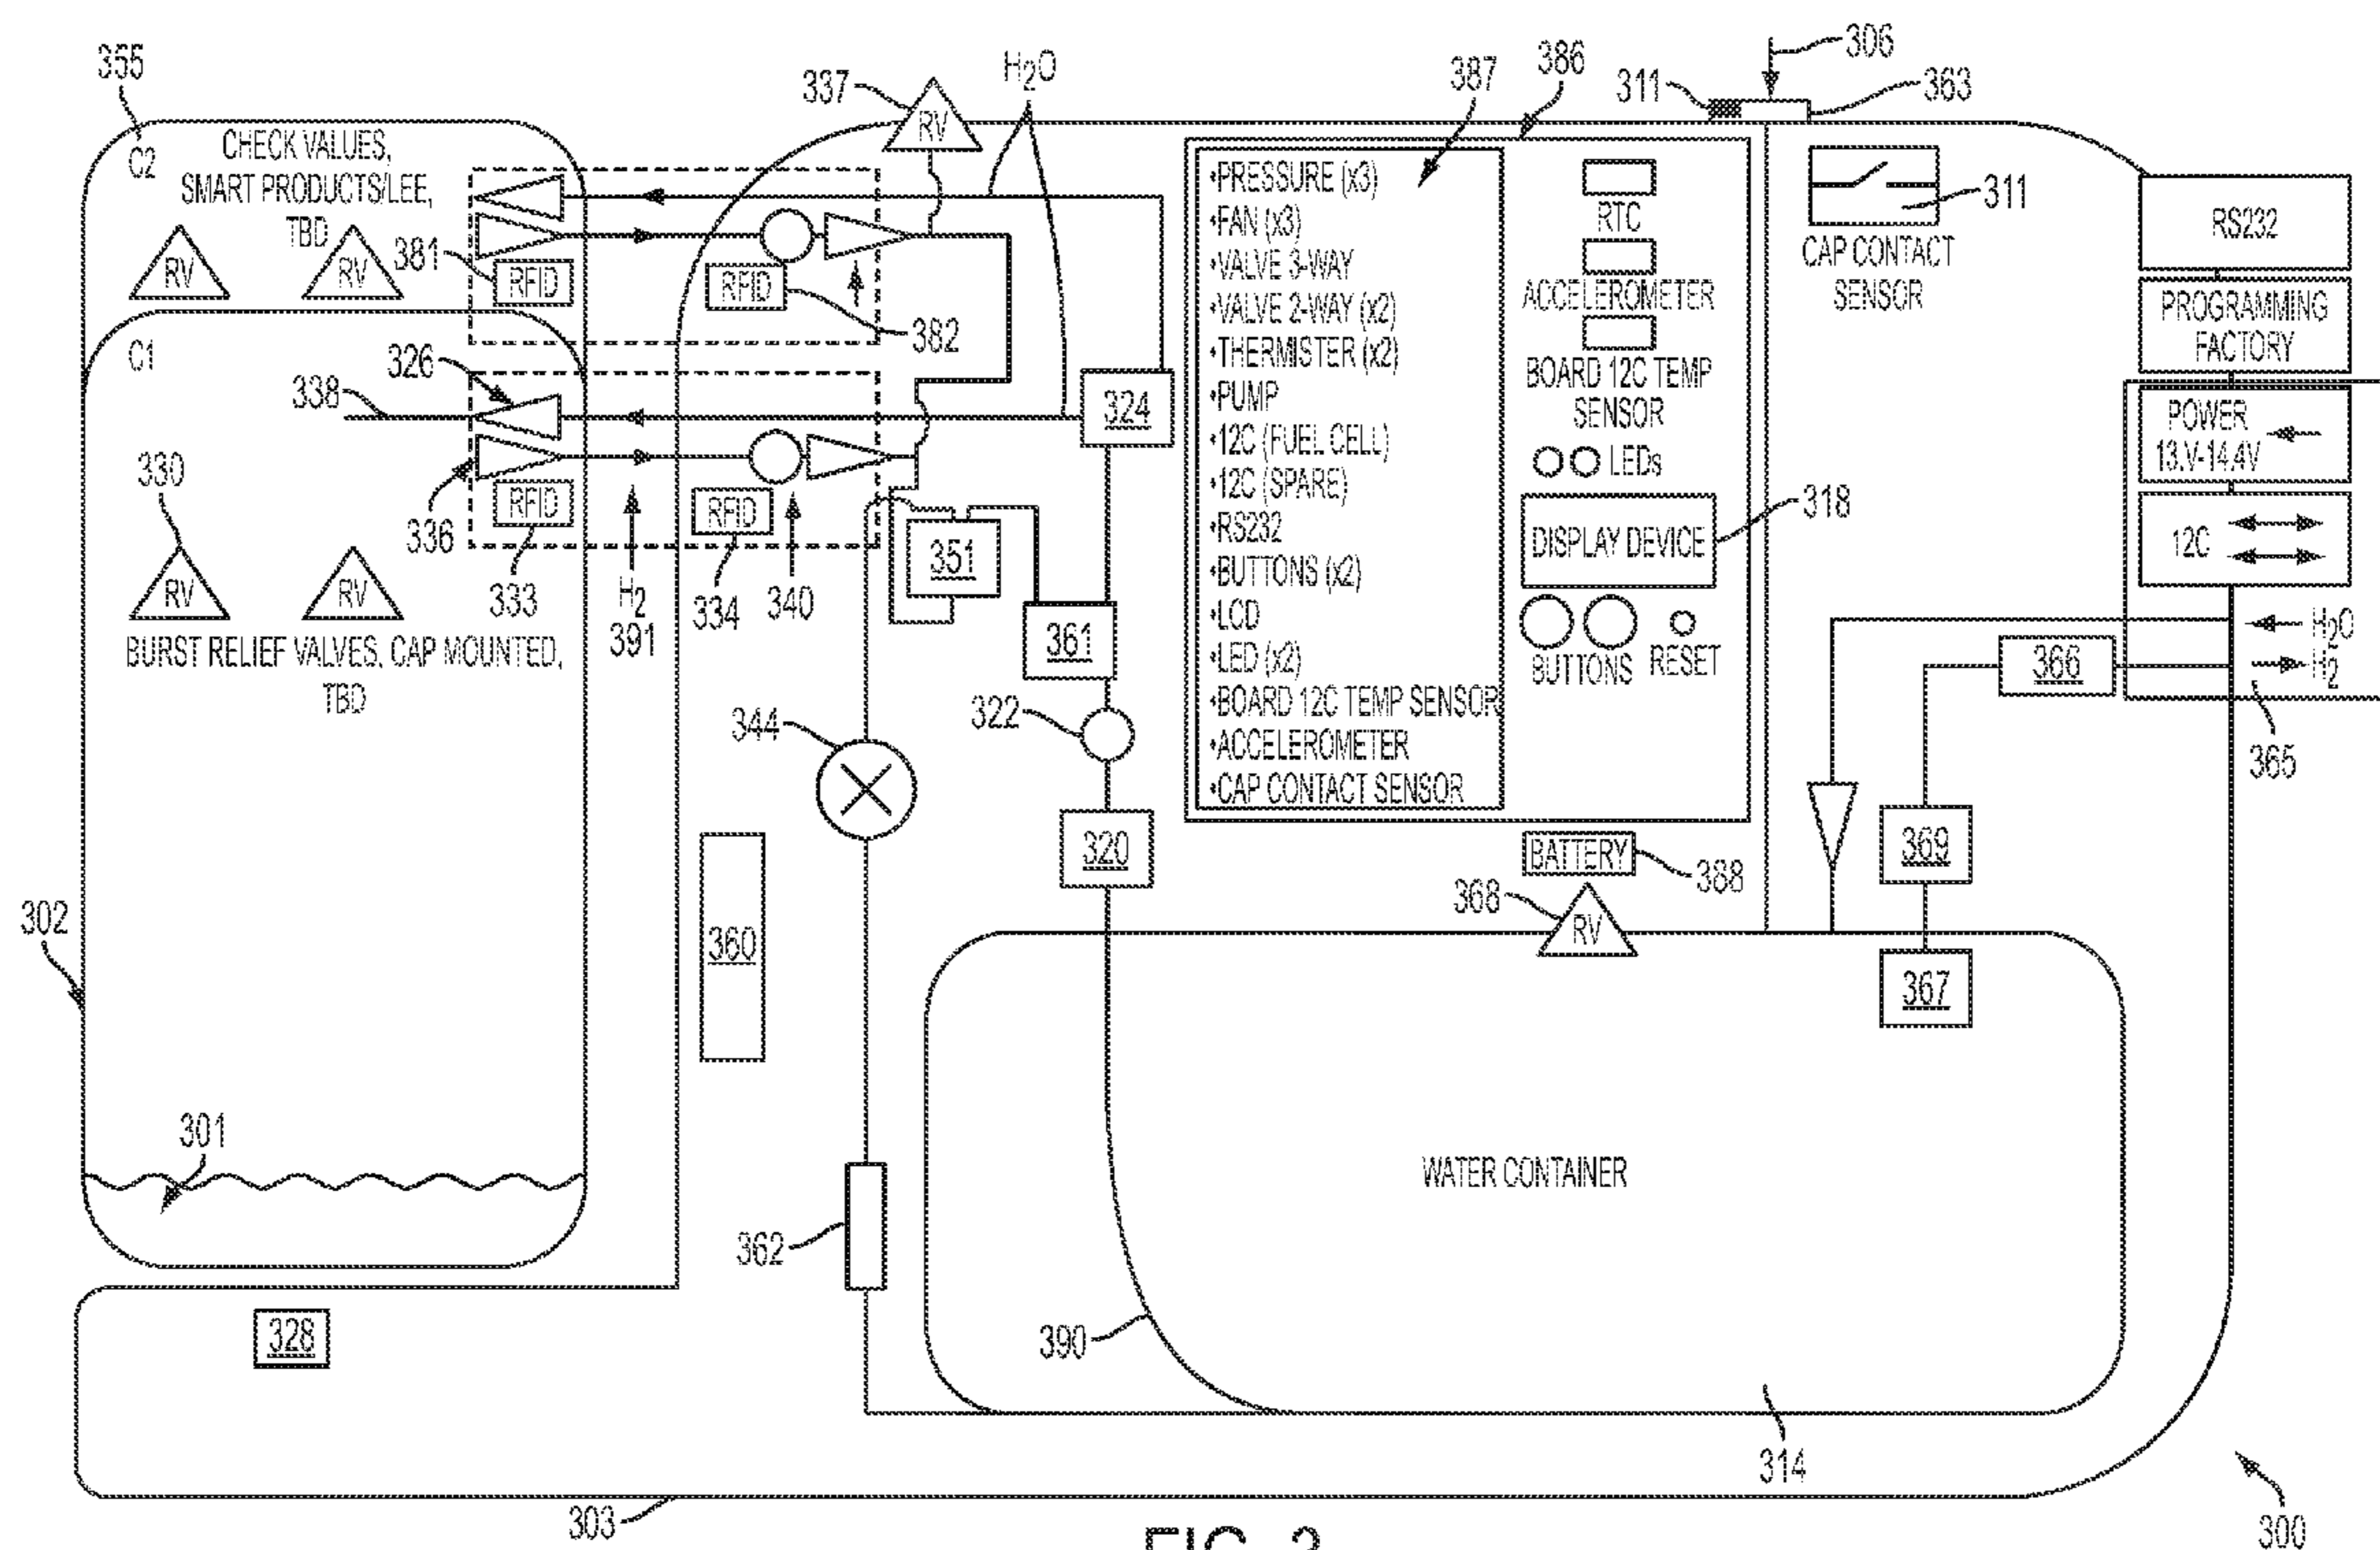 355
C2
CHECK VALUES,
SMART PRODUCTS/LEE,
TBD
RV
RV
381
RFID
RFID
382
337
RV
H2O
C1
326
338
336
330
RV
RV
RFID
333
H2
391
RFID
334
340
BURST RELIEF VALVES, CAP MOUNTED,
TBD
324
351
361
322
344
320
360
362
302
301
328
303
387
386
•PRESSURE (x3)
•FAN (x3)
•VALVE 3-WAY
•VALVE 2-WAY (x2)
•THERMISTER (x2)
•PUMP
•12C (FUEL CELL)
•12C (SPARE)
•RS232
•BUTTONS (x2)
•LCD
•LED (x2)
•BOARD 12C TEMP SENSOR
•ACCELEROMETER
•CAP CONTACT SENSOR
RTC
ACCELEROMETER
BOARD 12C TEMP
SENSOR
LEDs
DISPLAY DEVICE
318
BUTTONS
RESET
BATTERY
388
306
311
363
311
CAP CONTACT
SENSOR
RS232
PROGRAMMING
FACTORY
POWER
13.V-14.4V
12C
H2O
H2
366
365
369
367
368
RV
WATER CONTAINER
390
314
300
FIG. 3